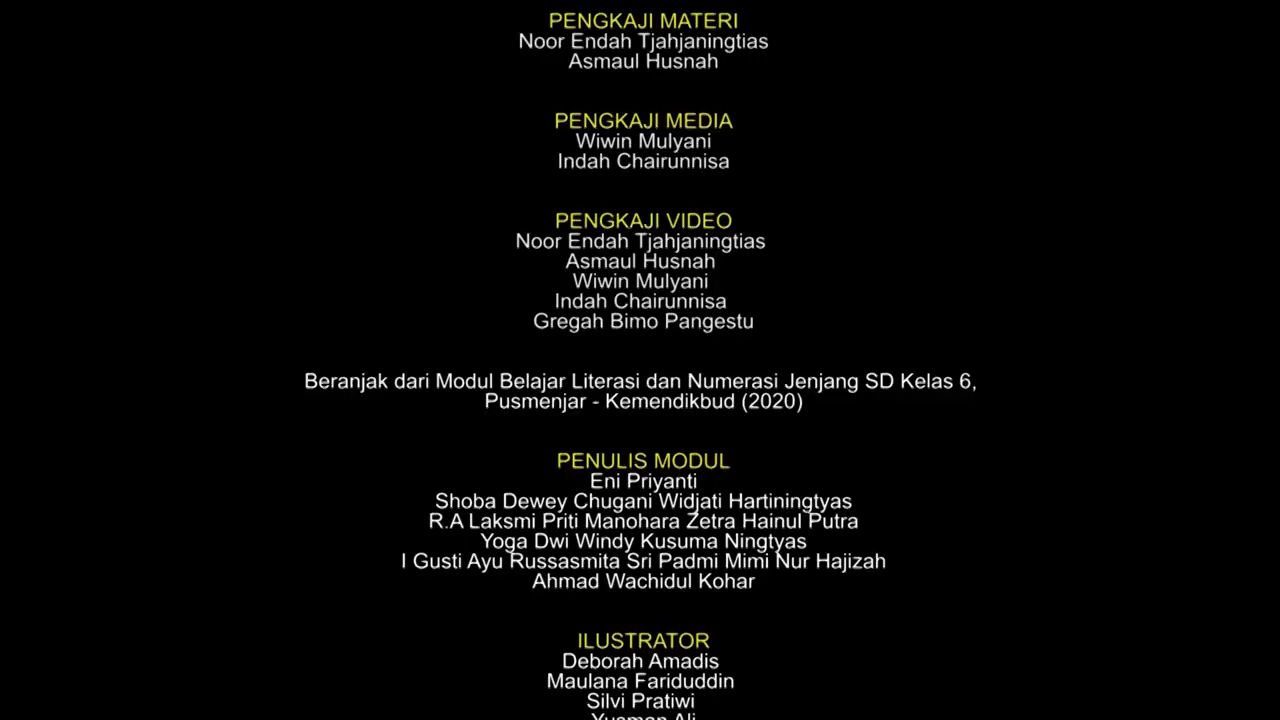 PENGKAJI MATERI
Noor Endah Tjahjaningtias
Asmaul Husnah
PENGKAJI MEDIA
Wiwin Mulyani
Indah Chairunnisa
PENGKAJI VIDEO
Noor Endah Tjahjaningtias
Asmaul Husnah
Wiwin Mulyani
Indah Chairunnisa
Gregah Bimo Pangestu
Beranjak dari Modul Belajar Literasi dan Numerasi Jenjang SD Kelas 6,
Pusmenjar - Kemendikbud (2020)
PENULIS MODUL
Eni Priyanti
Shoba Dewey Chugani Widjati Hartiningtyas
R.A Laksmi Priti Manohara Zetra Hainul Putra
Yoga Dwi Windy Kusuma Ningtyas
I Gusti Ayu Russasmita Sri Padmi Mimi Nur Hajizah
Ahmad Wachidul Kohar
ILUSTRATOR
Deborah Amadis
Maulana Fariduddin
Silvi Pratiwi
Yusman Ali